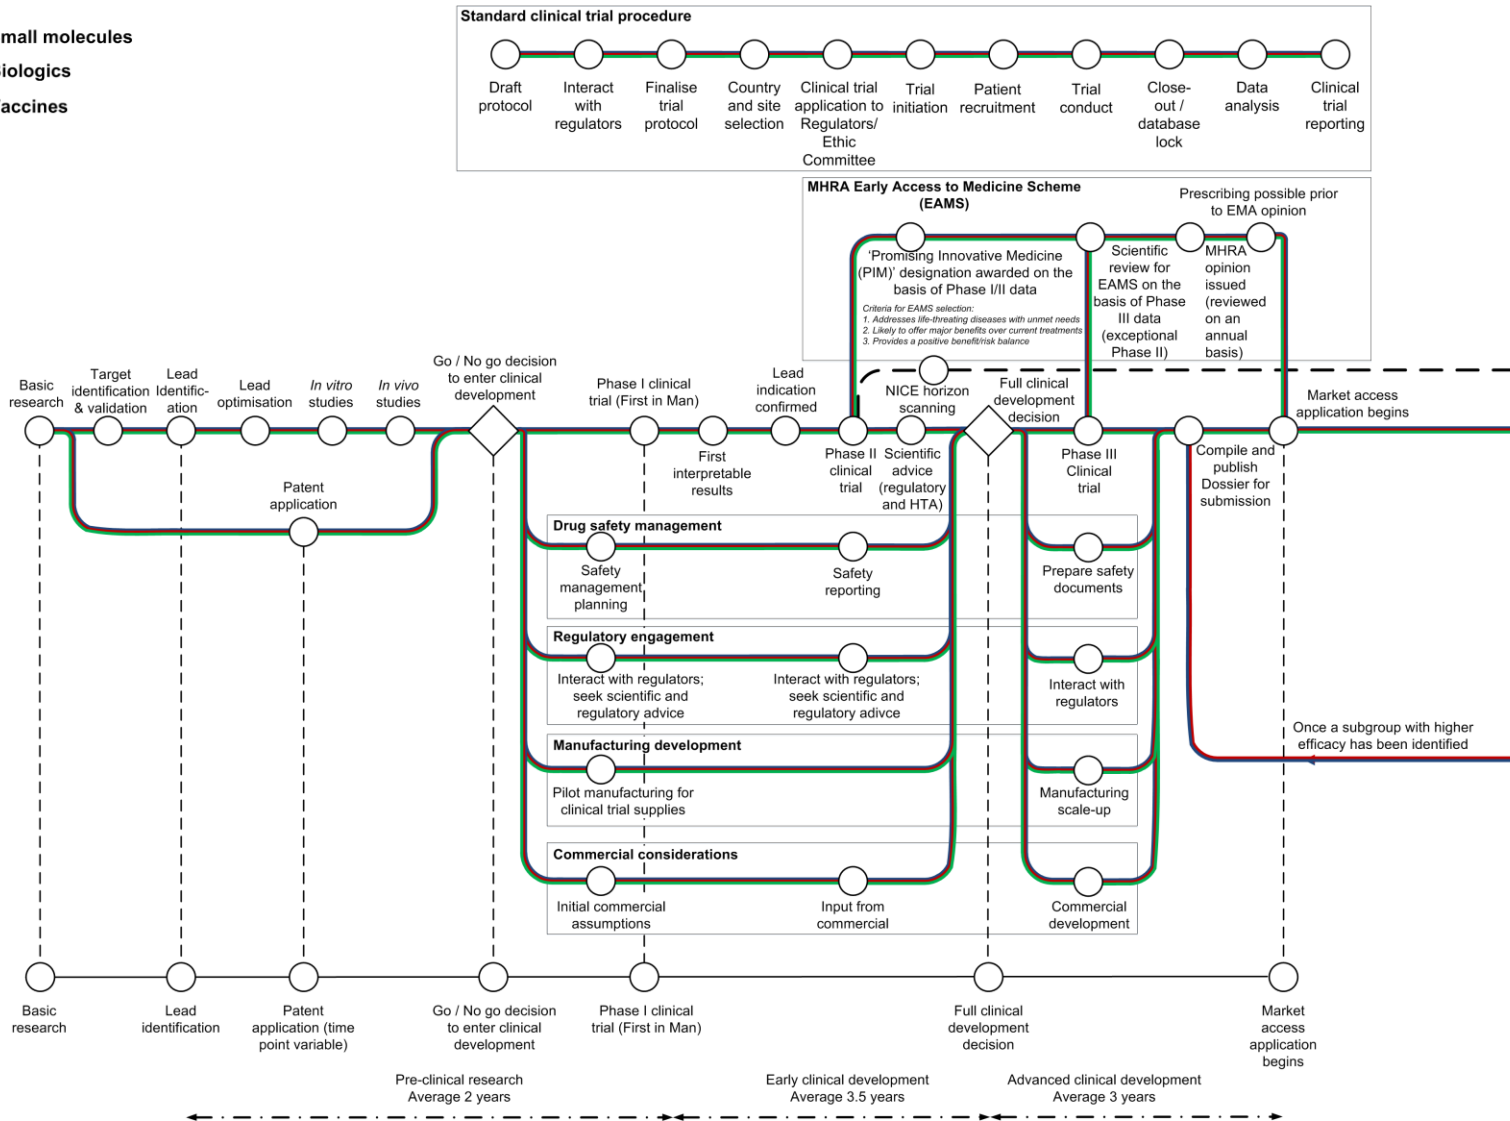 mall molecules
iologics
accines
Standard clinical trial procedure
Draft
protocol
Interact
with
regulators
Finalise
trial
protocol
Country
and site
selection
Clinical trial
application to
Regulators/
Ethic
Committee
Trial
initiation
Patient
recruitment
Trial
conduct
Close-
out /
database
lock
Data
analysis
Clinical
trial
reporting
MHRA Early Access to Medicine Scheme
(EAMS)
Prescribing possible prior
to EMA opinion
‘Promising Innovative Medicine
(PIM)’ designation awarded on the
basis of Phase I/II data
Criteria for EAMS selection:
1. Addresses life-threating diseases with unmet needs
2. Likely to offer major benefits over current treatments
3. Provides a positive benefit/risk balance
Scientific
review for
EAMS on the
basis of Phase
III data
(exceptional
Phase II)
MHRA
opinion
issued
(reviewed
on an
annual
basis)
Basic
research
Target
identification
& validation
Lead
Identific-
ation
Lead
optimisation
In vitro
studies
In vivo
studies
Go / No go decision
to enter clinical
development
Phase I clinical
trial (First in Man)
First
interpretable
results
Lead
indication
confirmed
Phase II
clinical
trial
NICE horizon
scanning
Scientific
advice
(regulatory
and HTA)
Full clinical
development
decision
Phase III
Clinical
trial
Compile and
publish
Dossier for
submission
Market access
application begins
Patent
application
Drug safety management
Safety
management
planning
Safety
reporting
Prepare safety
documents
Regulatory engagement
Interact with regulators;
seek scientific and
regulatory advice
Interact with regulators;
seek scientific and
regulatory adivce
Interact with
regulators
Once a subgroup with higher
efficacy has been identified
Manufacturing development
Pilot manufacturing for
clinical trial supplies
Manufacturing
scale-up
Commercial considerations
Initial commercial
assumptions
Input from
commercial
Commercial
development
Basic
research
Lead
identification
Patent
application (time
point variable)
Go / No go decision
to enter clinical
development
Phase I clinical
trial (First in Man)
Full clinical
development
decision
Market
access
application
begins
Pre-clinical research
Average 2 years
Early clinical development
Average 3.5 years
Advanced clinical development
Average 3 years